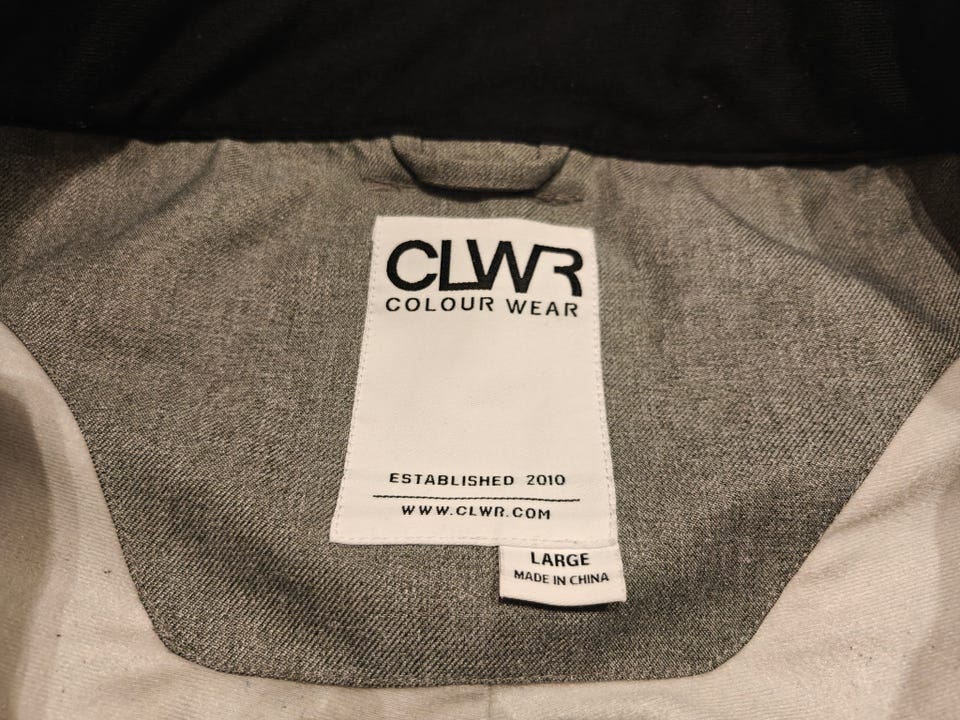 CLWR
COLOUR WEAR
ESTABLISHED 2010
WWW.CLWR.COM
LARGE
MADE IN CHINA